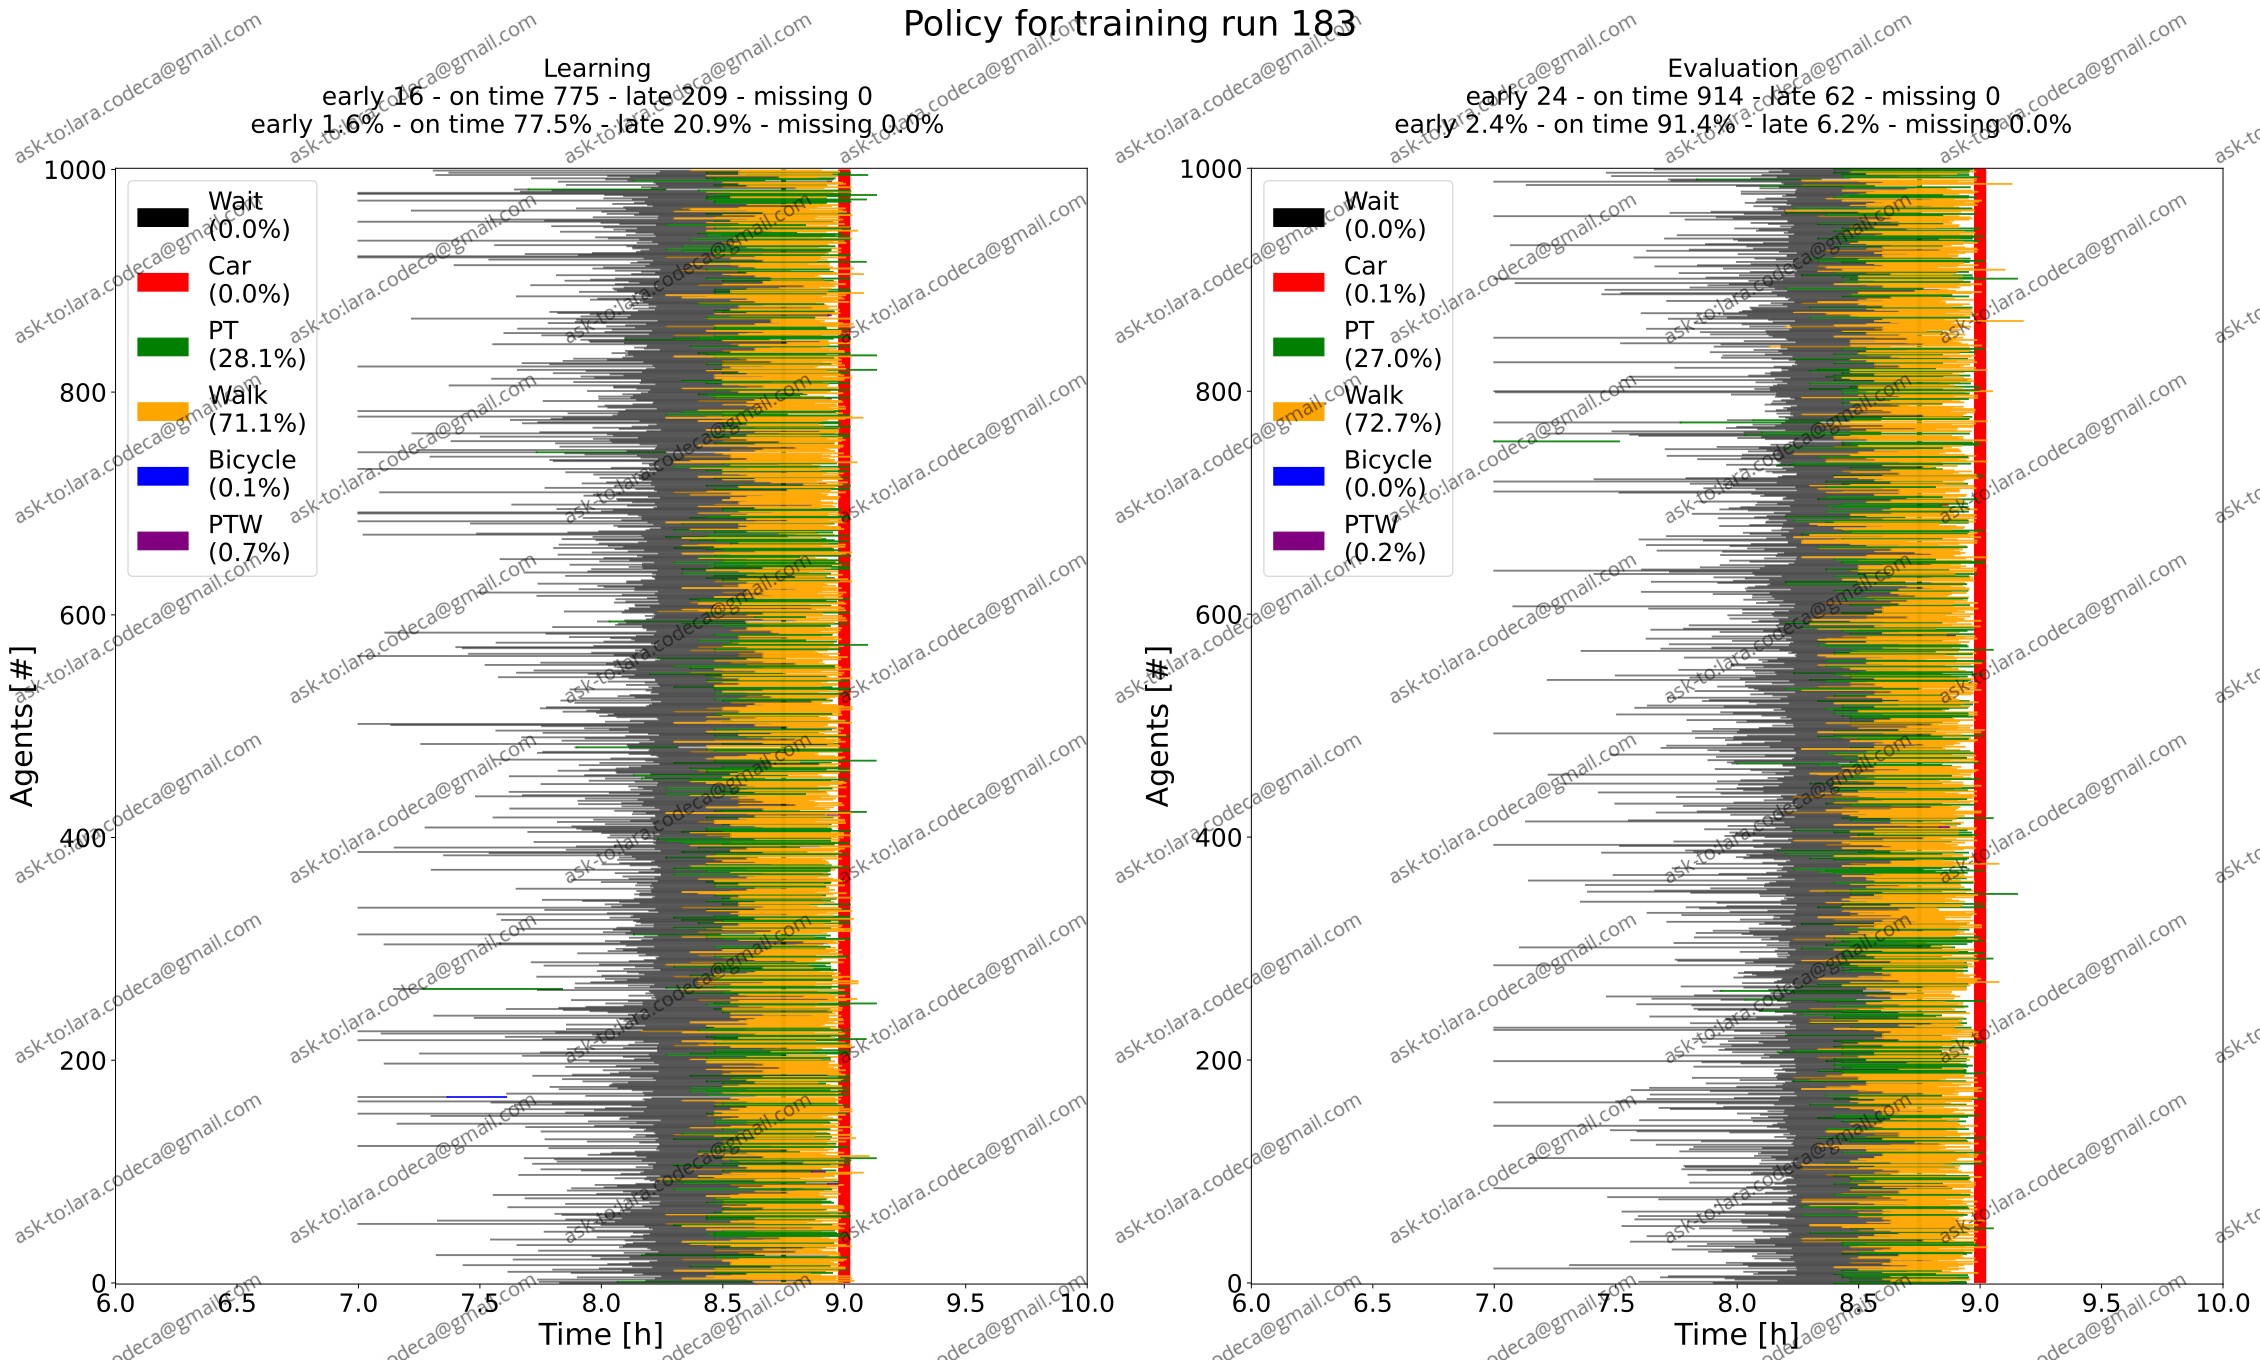 Policy for training run 183
Learning
early 16 - on time 775 - late 209 - missing 0
early 1.6% - on time 77.5% - late 20.9% - missing 0.0%
Agents [#]
1000
800
600
400
200
0
Wait
(0.0%)
Car
(0.0%)
PT
(28.1%)
Walk
(71.1%)
Bicycle
(0.1%)
PTW
(0.7%)
6.0 6.5 7.0 7.5 8.0 8.5 9.0 9.5 10.0
Time [h]
Evaluation
early 24 - on time 914 - late 62 - missing 0
early 2.4% - on time 91.4% - late 6.2% - missing 0.0%
Agents [#]
1000
800
600
400
200
0
Wait
(0.0%)
Car
(0.1%)
PT
(27.0%)
Walk
(72.7%)
Bicycle
(0.0%)
PTW
(0.2%)
6.0 6.5 7.0 7.5 8.0 8.5 9.0 9.5 10.0
Time [h]
ask-to:lara.codeca@gmail.com